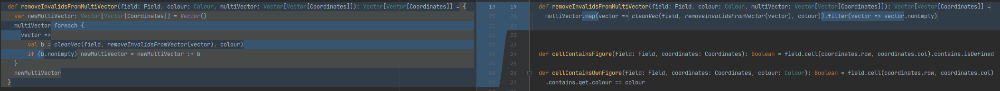 def removeInvalidsFromMultiVector(field: Field, colour: Colour, multiVector: Vector[Vector[Coordinates]]): Vector[Vector[Coordinates]] = {
var newMultiVector: Vector[Vector[Coordinates]] = Vector()
multiVector foreach {
vector =>
val b = cleanVec(field, removeInvalidsFromVector(vector), colour)
if (b.nonEmpty) newMultiVector = newMultiVector :+ b
}
newMultiVector
}
19 19
20 20
21 21
22 22
23 23
24 24
25 25
26 26
27 27
def removeInvalidsFromMultiVector(field: Field, colour: Colour, multiVector: Vector[Vector[Coordinates]]): Vector[Vector[Coordinates]] =
multiVector.map(vector => cleanVec(field, removeInvalidsFromVector(vector), colour)).filter(vector => vector.nonEmpty)
def cellContainsFigure(field: Field, coordinates: Coordinates): Boolean = field.cell(coordinates.row, coordinates.col).contains.isDefined
def cellContainsOwnFigure(field: Field, coordinates: Coordinates, colour: Colour): Boolean = field.cell(coordinates.row, coordinates.col)
.contains.get.colour == colour